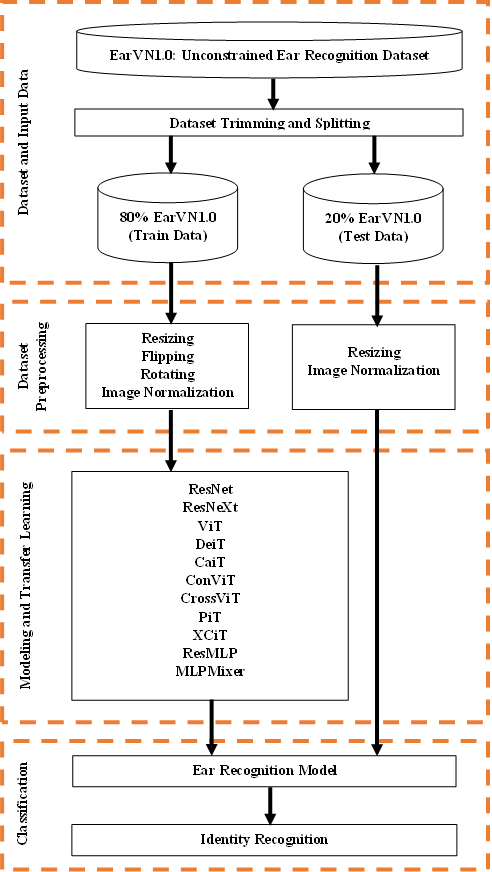 Dataset and Input Data
EarVN1.0: Unconstrained Ear Recognition Dataset
Dataset Trimming and Splitting
80% EarVN1.0
(Train Data)
20% EarVN1.0
(Test Data)
Dataset
Preprocessing
Resizing
Flipping
Rotating
Image Normalization
Resizing
Image Normalization
Modeling and Transfer Learning
ResNet
ResNeXt
ViT
DeiT
CaiT
ConViT
CrossViT
PiT
XCiT
ResMLP
MLPMixer
Classification
Ear Recognition Model
Identity Recognition